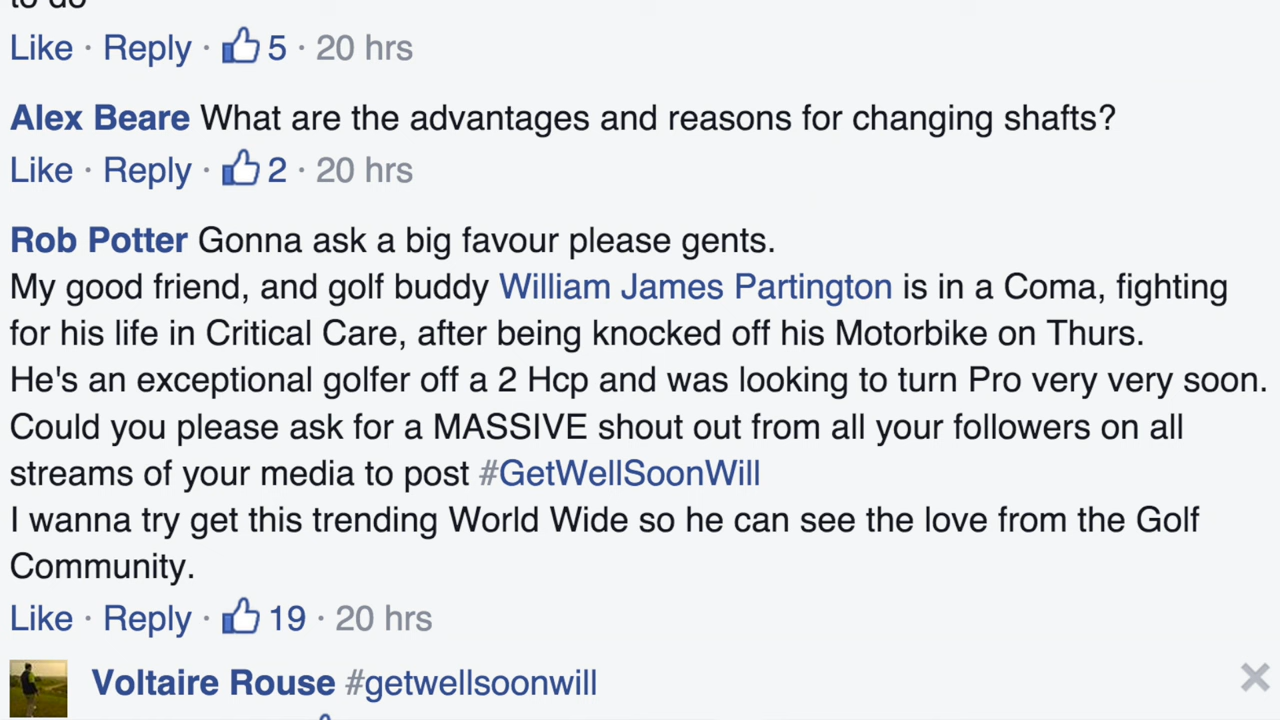 to do
Like · Reply · 5 · 20 hrs
Alex Beare What are the advantages and reasons for changing shafts?
Like · Reply · 2 · 20 hrs
Rob Potter Gonna ask a big favour please gents.
My good friend, and golf buddy William James Partington is in a Coma, fighting
for his life in Critical Care, after being knocked off his Motorbike on Thurs.
He's an exceptional golfer off a 2 Hcp and was looking to turn Pro very very soon.
Could you please ask for a MASSIVE shout out from all your followers on all
streams of your media to post #GetWellSoonWill
I wanna try get this trending World Wide so he can see the love from the Golf
Community.
Like · Reply · 19 · 20 hrs
Voltaire Rouse #getwellsoonwill